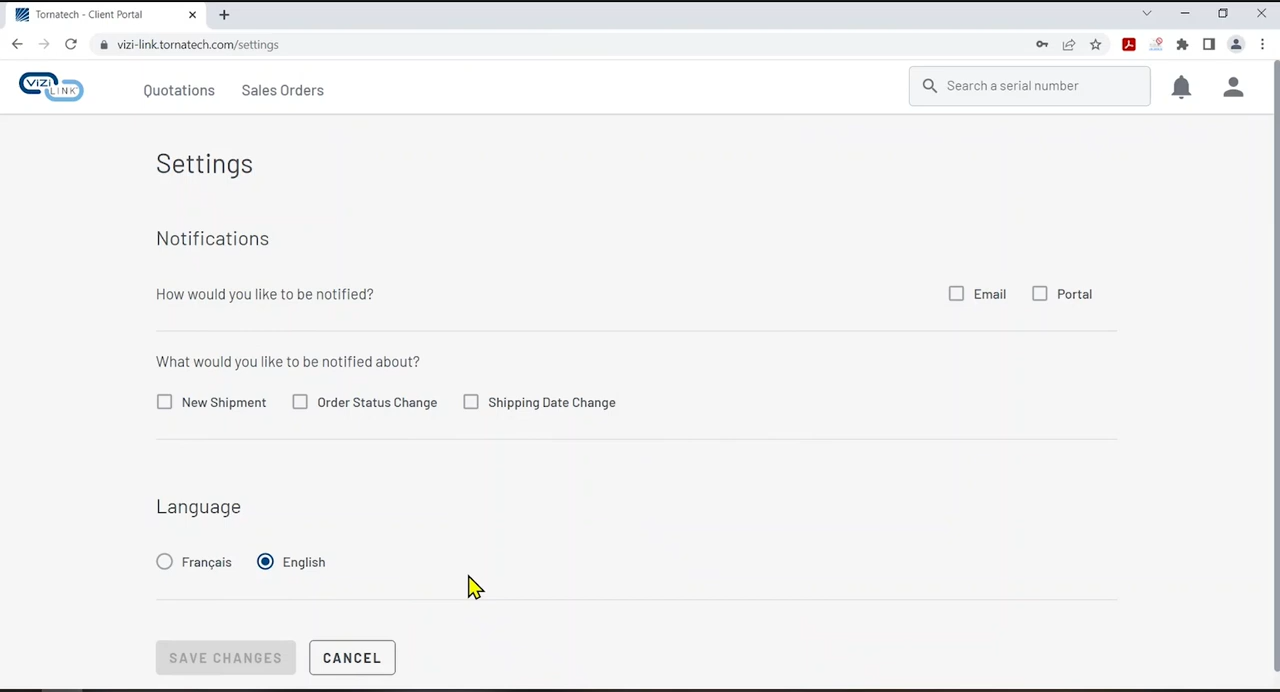 Tornatech - Client Portal
vizi-link.tornatech.com/settings
ViZi LINK
Quotations
Sales Orders
Search a serial number
Settings
Notifications
How would you like to be notified?
Email
Portal
What would you like to be notified about?
New Shipment
Order Status Change
Shipping Date Change
Language
Français
English
SAVE CHANGES
CANCEL